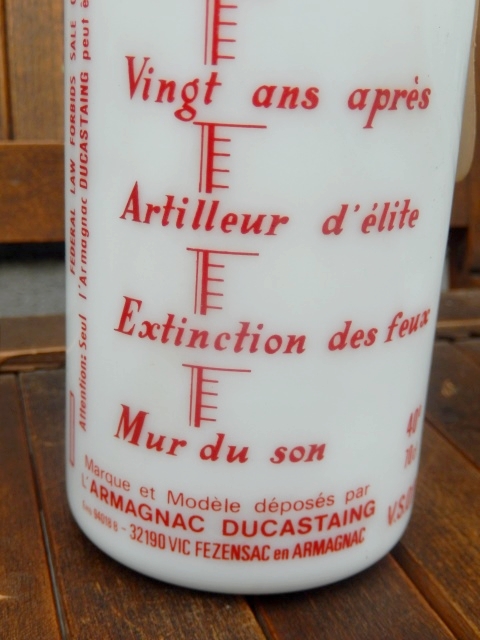 Vingt ans après
Artilleur d'élite
Extinction des feux
Mur du son
Marque et Modèle déposés par
L'ARMAGNAC DUCASTAING
32190 VIC FEZENSAC en ARMAGNAC
40°
FEDERAL LAW FORBIDS SALE
Attention: Seul l'Armagnac DUCASTAING peut